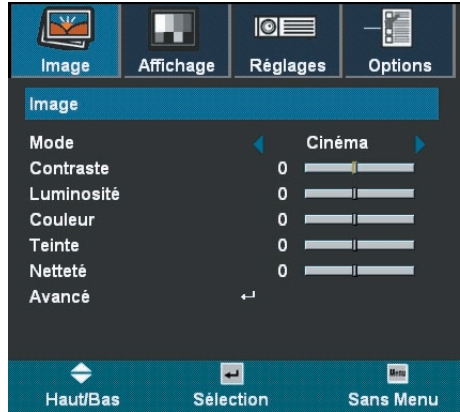 Image Affichage Réglages Options
Image
Mode Cinéma
Contraste 0
Luminosité 0
Couleur 0
Teinte 0
Netteté 0
Avancé
Menu
Haut/Bas Sélection Sans Menu